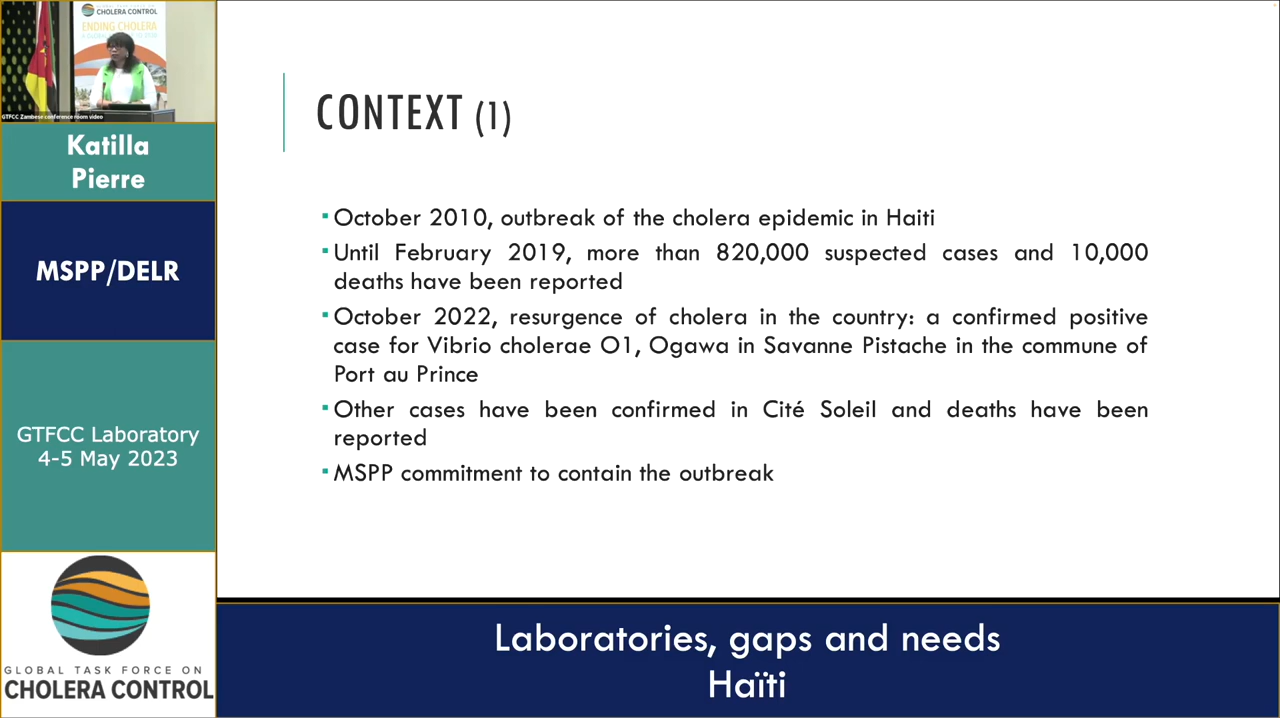 GLOBAL TASK FORCE ON
CHOLERA CONTROL
ENDING CHOLERA
GTFCC Zambese conference room video
Katilla
Pierre
MSPP/DELR
GTFCC Laboratory
4-5 May 2023
GLOBAL TASK FORCE ON
CHOLERA CONTROL
CONTEXT (1)
▪ October 2010, outbreak of the cholera epidemic in Haiti
▪ Until February 2019, more than 820,000 suspected cases and 10,000
deaths have been reported
▪ October 2022, resurgence of cholera in the country: a confirmed positive
case for Vibrio cholerae O1, Ogawa in Savanne Pistache in the commune of
Port au Prince
▪ Other cases have been confirmed in Cité Soleil and deaths have been
reported
▪ MSPP commitment to contain the outbreak
Laboratories, gaps and needs
Haïti